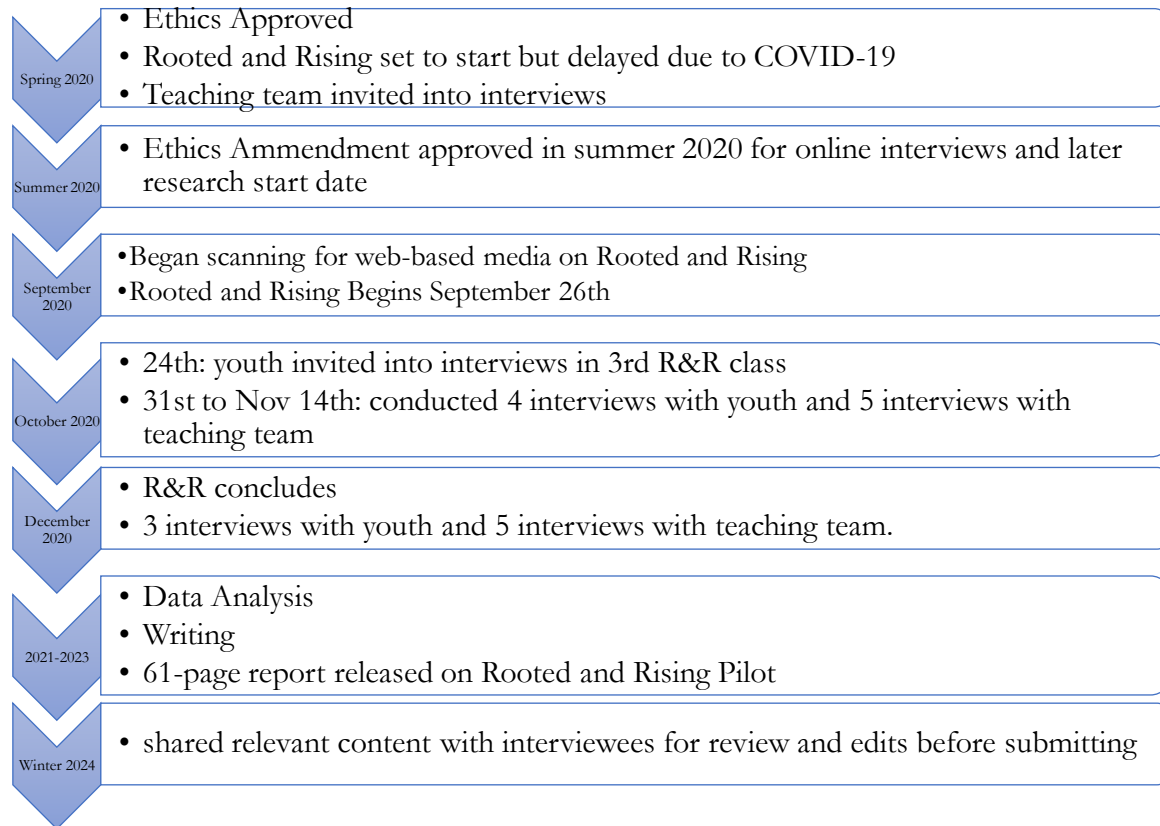 Spring 2020
• Ethics Approved
• Rooted and Rising set to start but delayed due to COVID-19
• Teaching team invited into interviews
Summer 2020
• Ethics Ammendment approved in summer 2020 for online interviews and later
research start date
September
2020
•Began scanning for web-based media on Rooted and Rising
•Rooted and Rising Begins September 26th
October 2020
• 24th: youth invited into interviews in 3rd R&R class
• 31st to Nov 14th: conducted 4 interviews with youth and 5 interviews with
teaching team
December
2020
• R&R concludes
• 3 interviews with youth and 5 interviews with teaching team.
2021-2023
• Data Analysis
• Writing
• 61-page report released on Rooted and Rising Pilot
Winter 2024
• shared relevant content with interviewees for review and edits before submitting